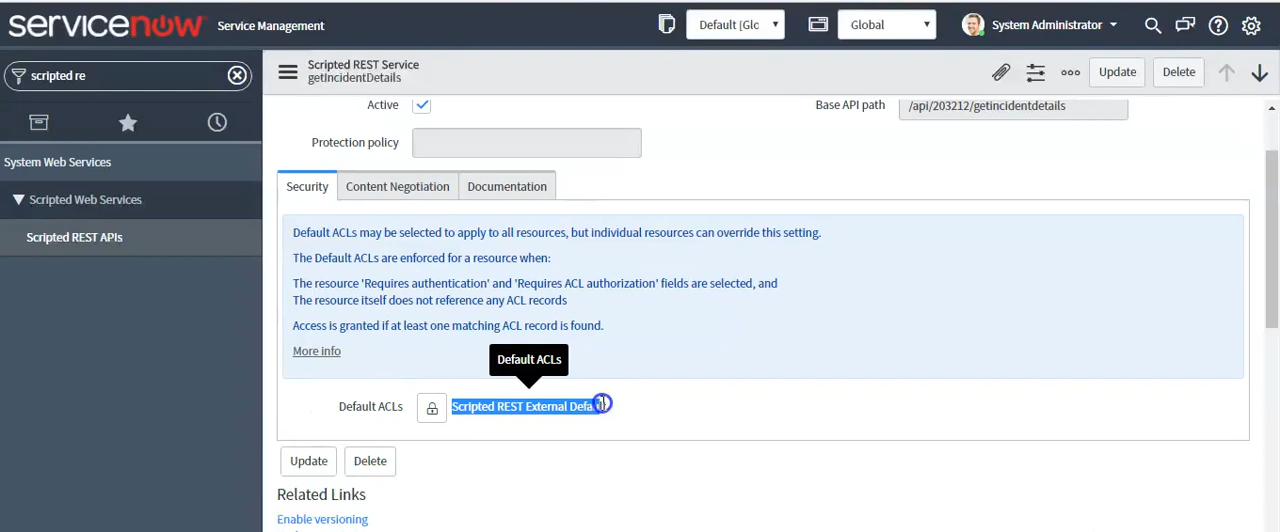 servicenow Service Management
Default [Glc
Global
System Administrator
scripted re
Scripted REST Service
getIncidentDetails
Update
Delete
System Web Services
Scripted Web Services
Scripted REST APIs
Active
Base API path
/api/203212/getincidentdetails
Protection policy
Security
Content Negotiation
Documentation
Default ACLs may be selected to apply to all resources, but individual resources can override this setting.
The Default ACLs are enforced for a resource when:
The resource 'Requires authentication' and 'Requires ACL authorization' fields are selected, and
The resource itself does not reference any ACL records
Access is granted if at least one matching ACL record is found.
More info
Default ACLs
Default ACLs
Scripted REST External Default
Update
Delete
Related Links
Enable versioning